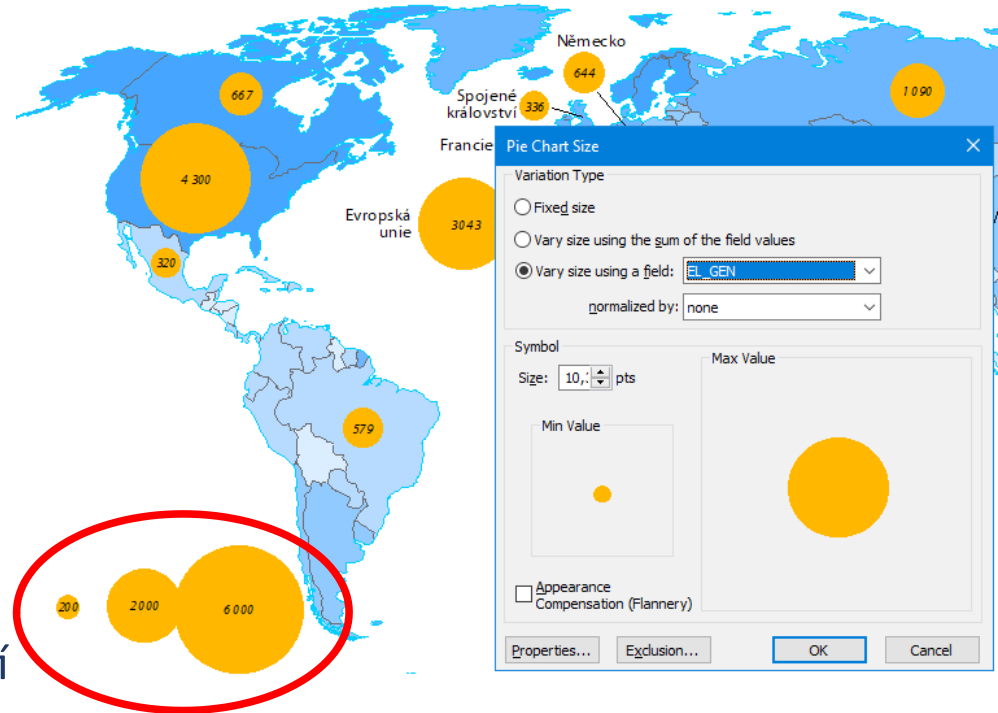 Německo
644
667
1 090
Spojené
království
336
Francie
4 300
Evropská
unie
3043
320
579
200
2000
6000
í
Pie Chart Size
Variation Type
Fixed size
Vary size using the sum of the field values
Vary size using a field:
EL_GEN
normalized by:
none
Symbol
Size:
10,
pts
Min Value
Max Value
Appearance
Compensation (Flannery)
Properties...
Exclusion...
OK
Cancel